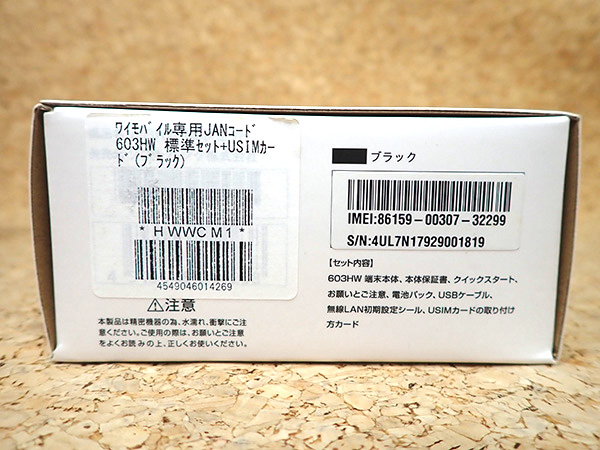 ワイモバイル専用JANコード
603HW 標準セット+USIMカー
ド(ブラック)
* HWWCM1*
4549046014269
⚠注意
本製品は精密機器の為、水濡れ、衝撃にご注
意ください。ご使用の際は、お願いとご注意
をよくお読みの上、正しくお使いください。
ブラック
IMEI:86159-00307-32299
S/N:4UL7N17929001819
【セット内容】
603HW 端末本体、本体保証書、クイックスタート、
お願いとご注意、電池パック、USBケーブル、
無線LAN初期設定シール、USIMカードの取り付け
方カード